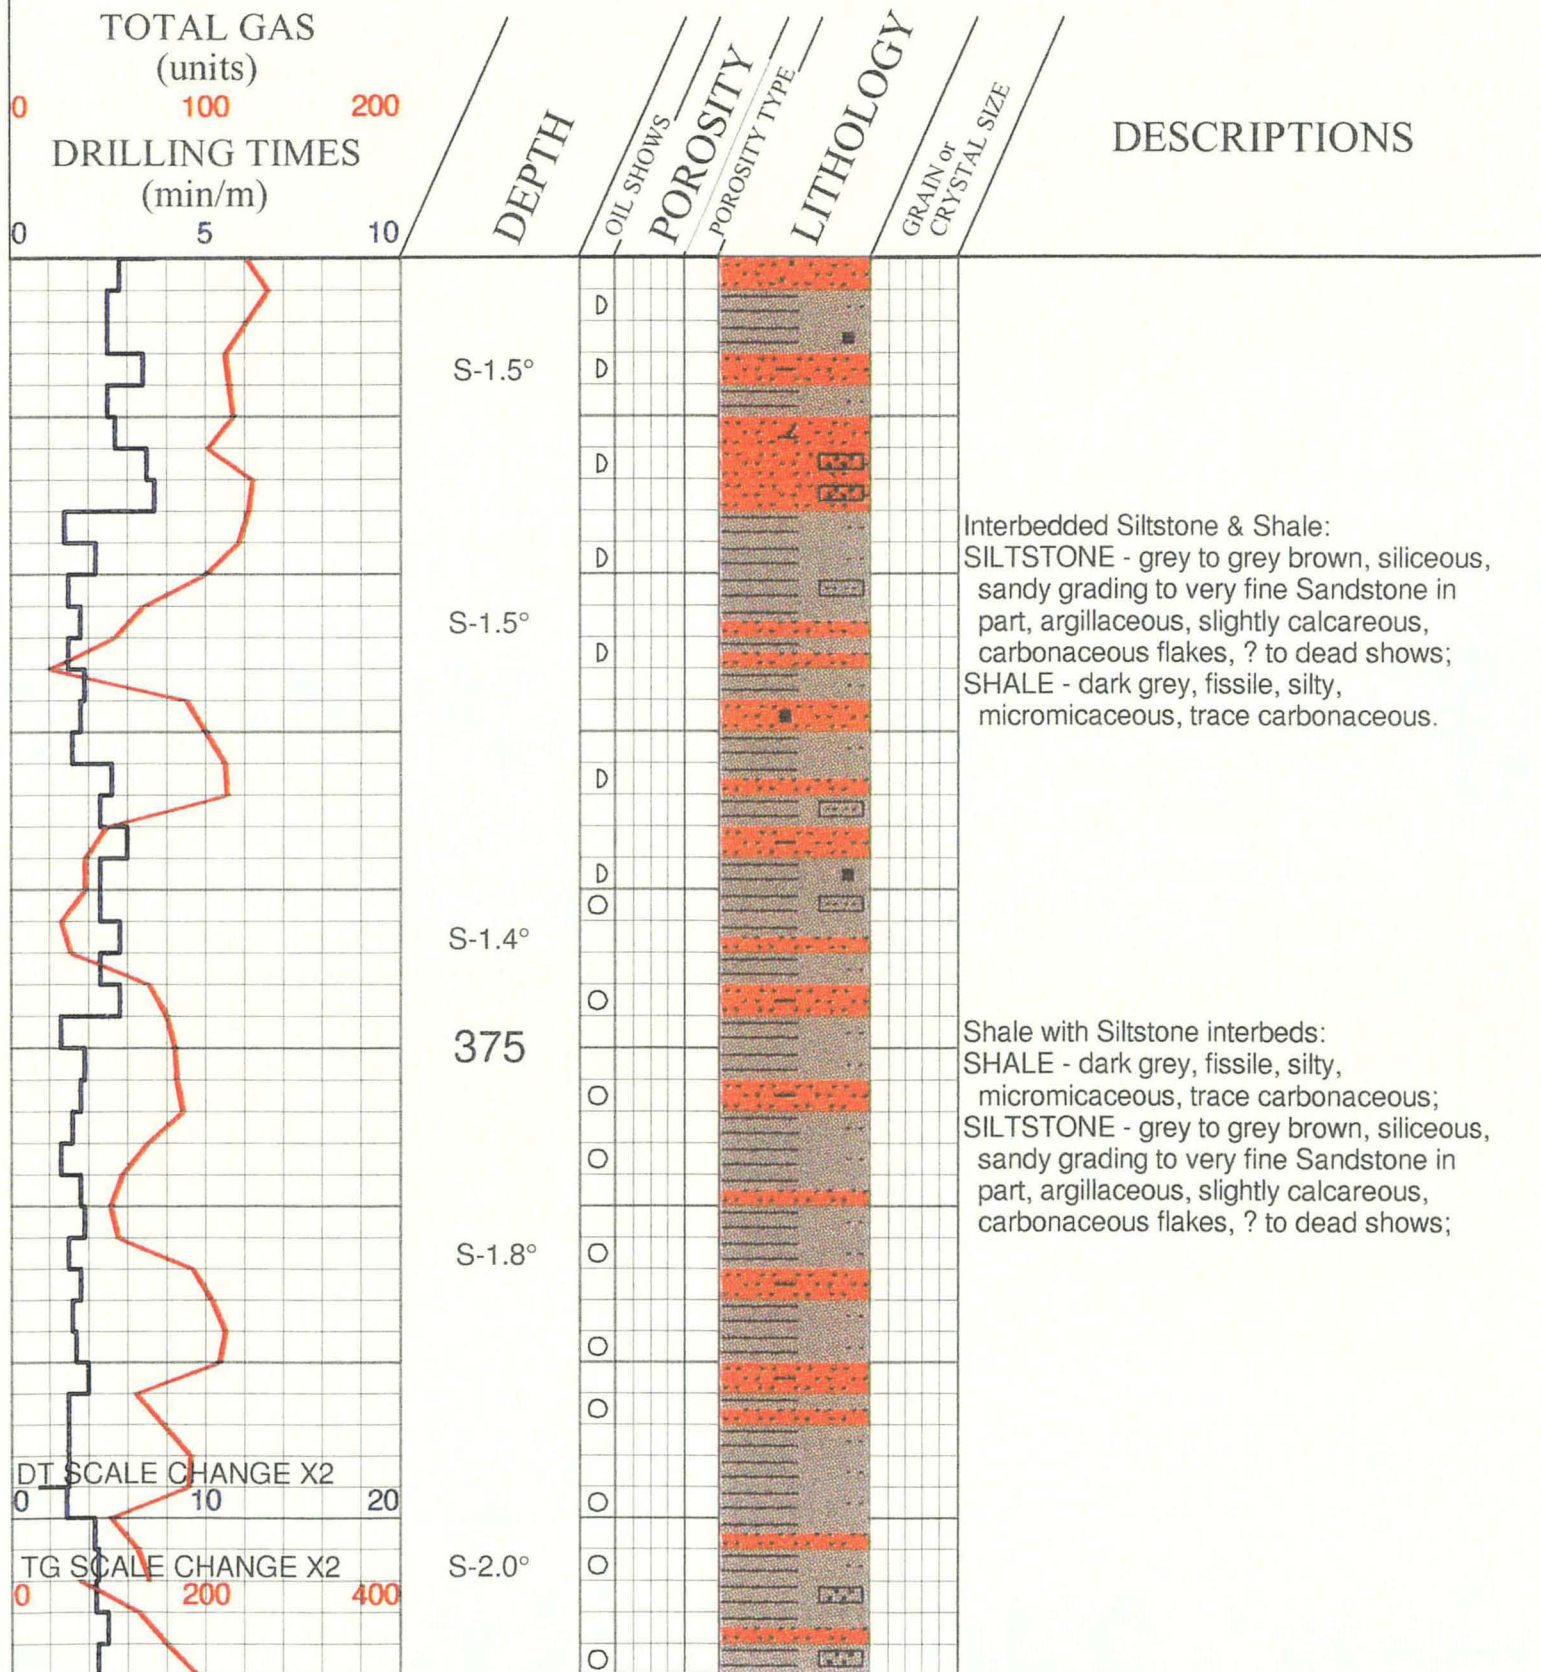 TOTAL GAS
(units)
0 100 200
DRILLING TIMES
(min/m)
0 5 10
DEPTH
OIL SHOWS
POROSITY
POROSITY TYPE
LITHOLOGY
GRAIN or
CRYSTAL SIZE
DESCRIPTIONS
D
D
S-1.5°
D
D
D
D
D
O
O
O
O
O
O
O
O
O
O
S-1.5°
S-1.4°
375
S-1.8°
S-2.0°
Interbedded Siltstone & Shale:
SILTSTONE - grey to grey brown, siliceous,
sandy grading to very fine Sandstone in
part, argillaceous, slightly calcareous,
carbonaceous flakes, ? to dead shows;
SHALE - dark grey, fissile, silty,
micromicaceous, trace carbonaceous.
Shale with Siltstone interbeds:
SHALE - dark grey, fissile, silty,
micromicaceous, trace carbonaceous;
SILTSTONE - grey to grey brown, siliceous,
sandy grading to very fine Sandstone in
part, argillaceous, slightly calcareous,
carbonaceous flakes, ? to dead shows;
DT SCALE CHANGE X2
0 10 20
TG SCALE CHANGE X2
0 200 400